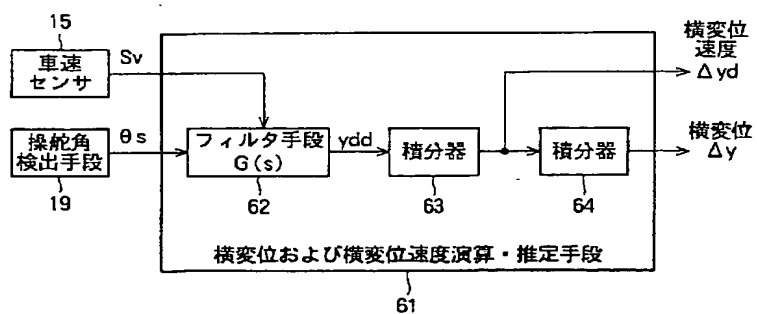 15
車速
センサ
Sv
操舵角
検出手段
19
θs
フィルタ手段
G(s)
62
ydd
積分器
63
積分器
64
横変位
速度
Δyd
横変位
Δy
横変位および横変位速度演算・推定手段
61